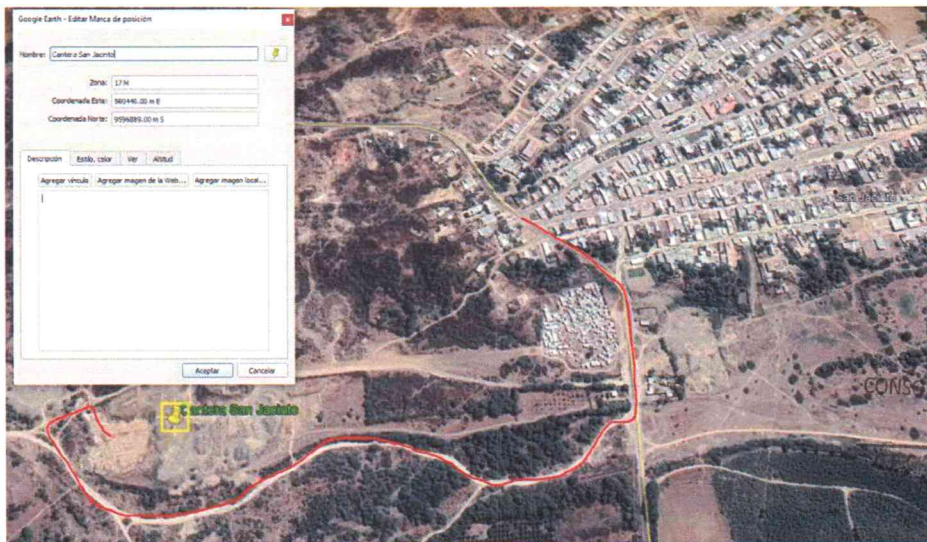 Google Earth - Editar Marca de posición
Nombre: Cantera San Jacinto
Zona: 17 M
Coordenada Este: 560446.00 m E
Coordenada Norte: 9596889.00 m S
Descripción Estilo, color Ver Altitud
Agregar vínculo Agregar imagen de la Web... Agregar imagen local...
Aceptar Cancelar
San Jacinto
Cantera San Jacinto